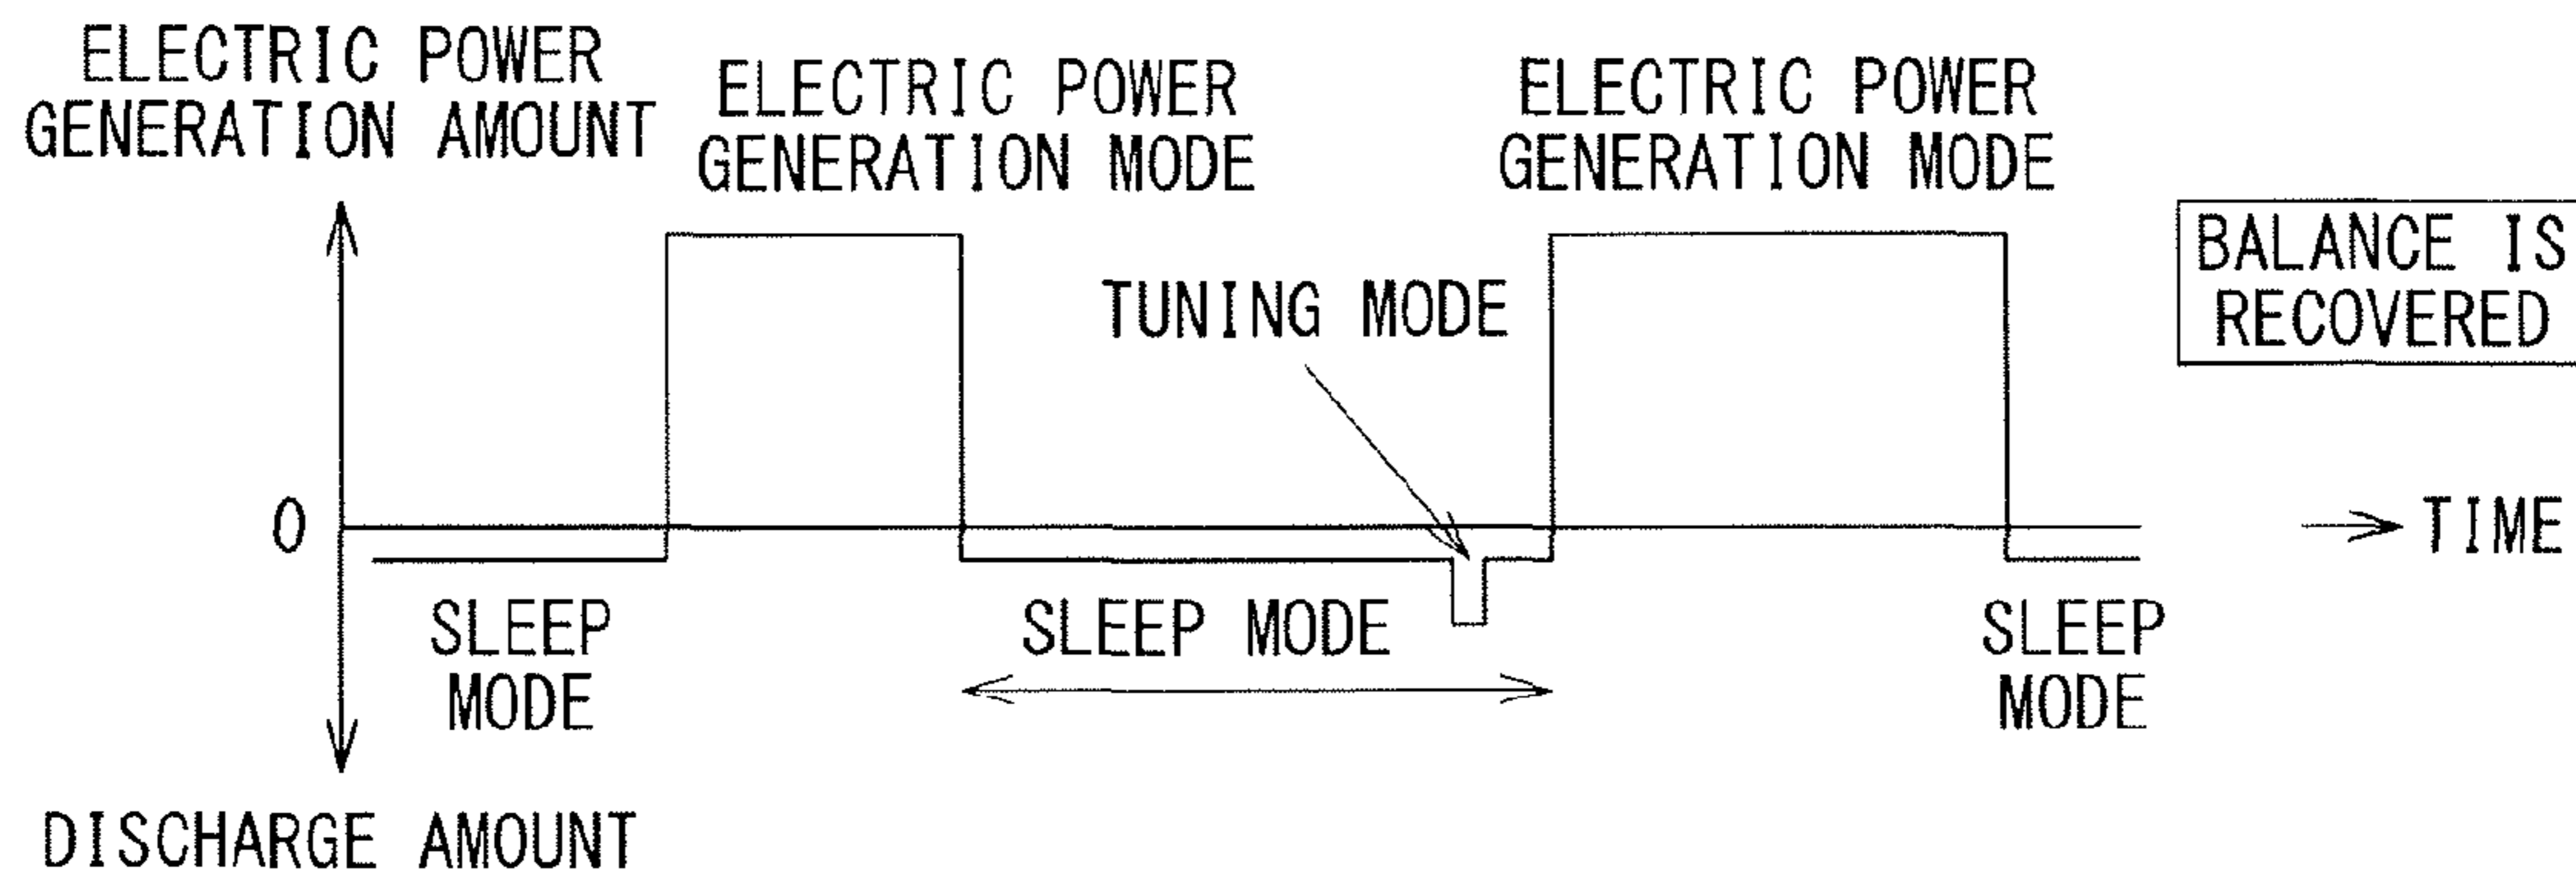 ELECTRIC POWER
GENERATION AMOUNT
ELECTRIC POWER
GENERATION MODE
ELECTRIC POWER
GENERATION MODE
BALANCE IS
RECOVERED
TUNING MODE
0
TIME
SLEEP
MODE
SLEEP MODE
SLEEP
MODE
DISCHARGE AMOUNT